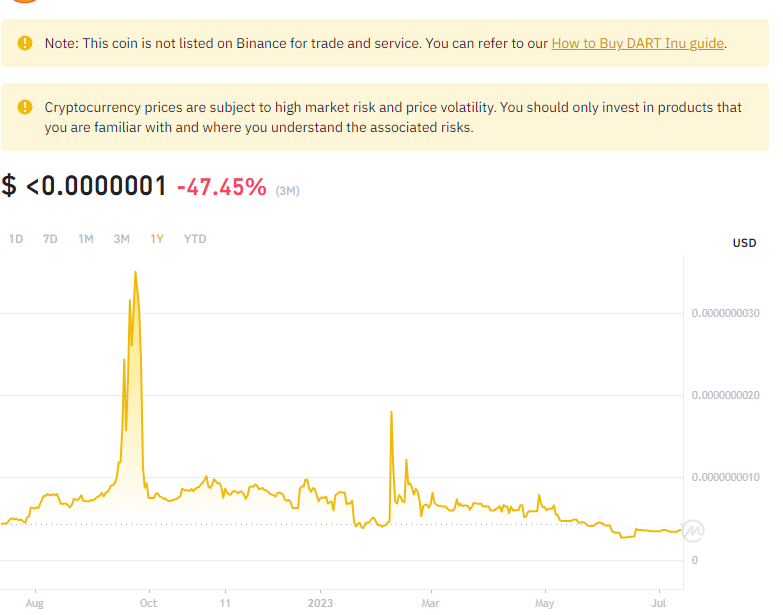 Note: This coin is not listed on Binance for trade and service. You can refer to our How to Buy DART Inu guide.
Cryptocurrency prices are subject to high market risk and price volatility. You should only invest in products that
you are familiar with and where you understand the associated risks.
$ <0.0000001 -47.45% (3M)
1D 7D 1M 3M 1Y YTD
USD
0.0000000030
0.0000000020
0.0000000010
0
Aug Oct 11 2023 Mar May Jul